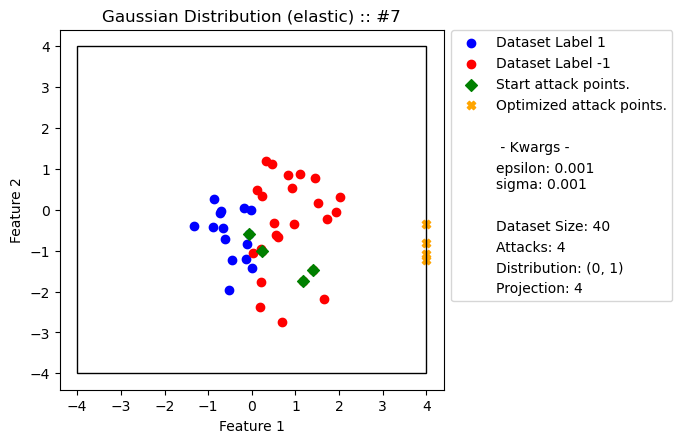 Gaussian Distribution (elastic) :: #7
Feature 2
4
3
2
1
0
−1
−2
−3
−4
−4
−3
−2
−1
0
1
2
3
4
Feature 1
Dataset Label 1
Dataset Label -1
Start attack points.
Optimized attack points.
- Kwargs -
epsilon: 0.001
sigma: 0.001
Dataset Size: 40
Attacks: 4
Distribution: (0, 1)
Projection: 4